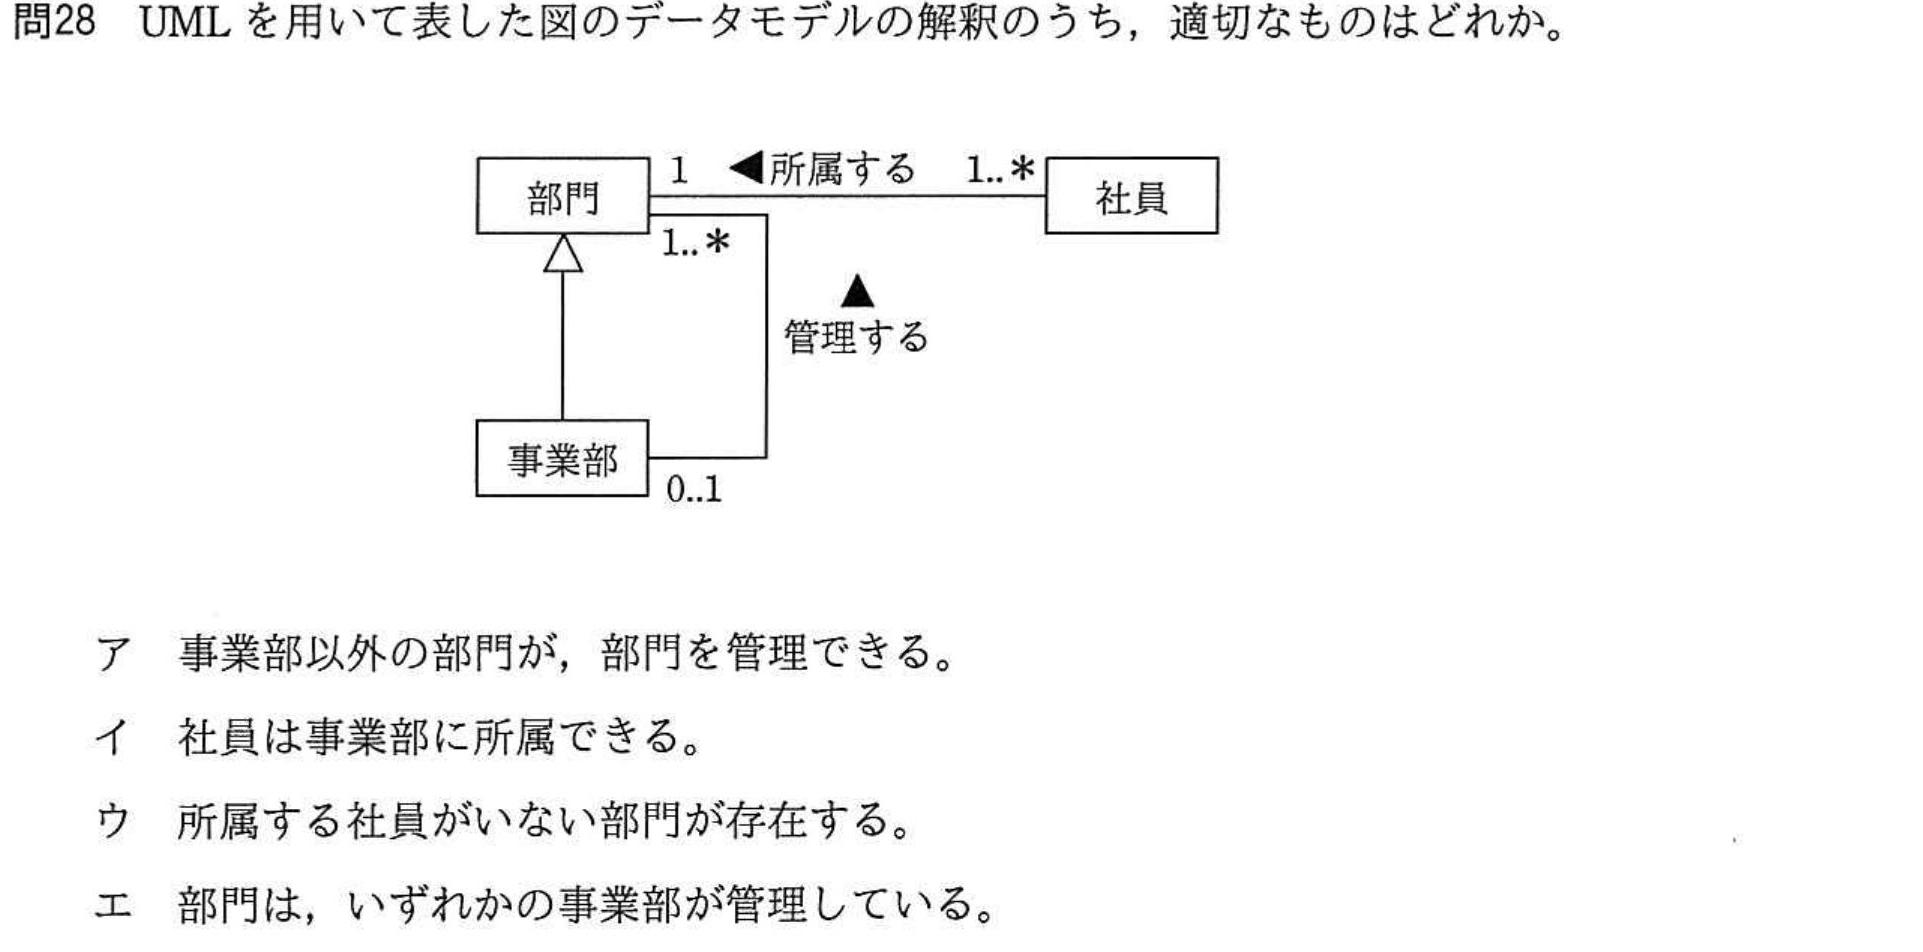 問28 UML を用いて表した図のデータモデルの解釈のうち，適切なものはどれか。
部門 1 ◀所属する 1..* 社員
1..*
▲
管理する
事業部
0..1
ア 事業部以外の部門が，部門を管理できる。
イ 社員は事業部に所属できる。
ウ 所属する社員がいない部門が存在する。
エ 部門は，いずれかの事業部が管理している。